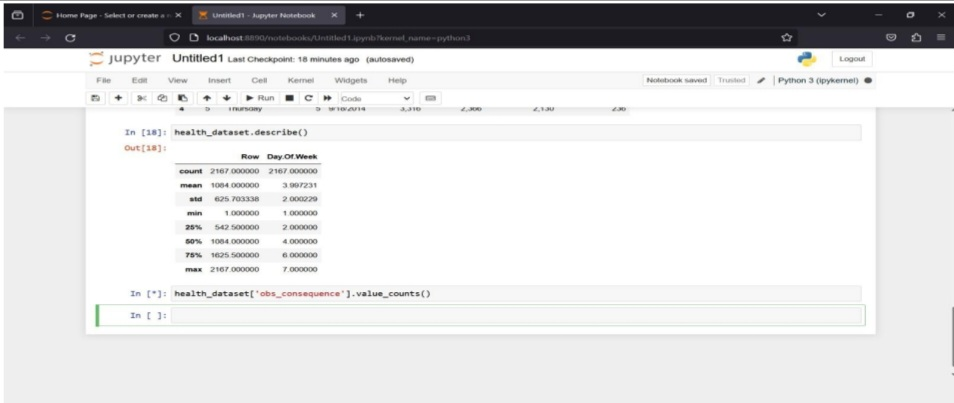 Home Page - Select or create a n
Untitled1 - Jupyter Notebook
localhost:8890/notebooks/Untitled1.ipynb?kernel_name=python3
jupyter Untitled1 Last Checkpoint: 18 minutes ago (autosaved)
Logout
File Edit View Insert Cell Kernel Widgets Help
Notebook saved Trusted Python 3 (ipykernel)
Run Code
4 5 Thursday 5 9/18/2014 3,316 2,366 2,130 236
In [18]: health_dataset.describe()
Out[18]:
Row Day.Of.Week
count 2167.000000 2167.000000
mean 1084.000000 3.997231
std 625.703338 2.000229
min 1.000000 1.000000
25% 542.500000 2.000000
50% 1084.000000 4.000000
75% 1625.500000 6.000000
max 2167.000000 7.000000
In [*]: health_dataset['obs_consequence'].value_counts()
In [ ]: